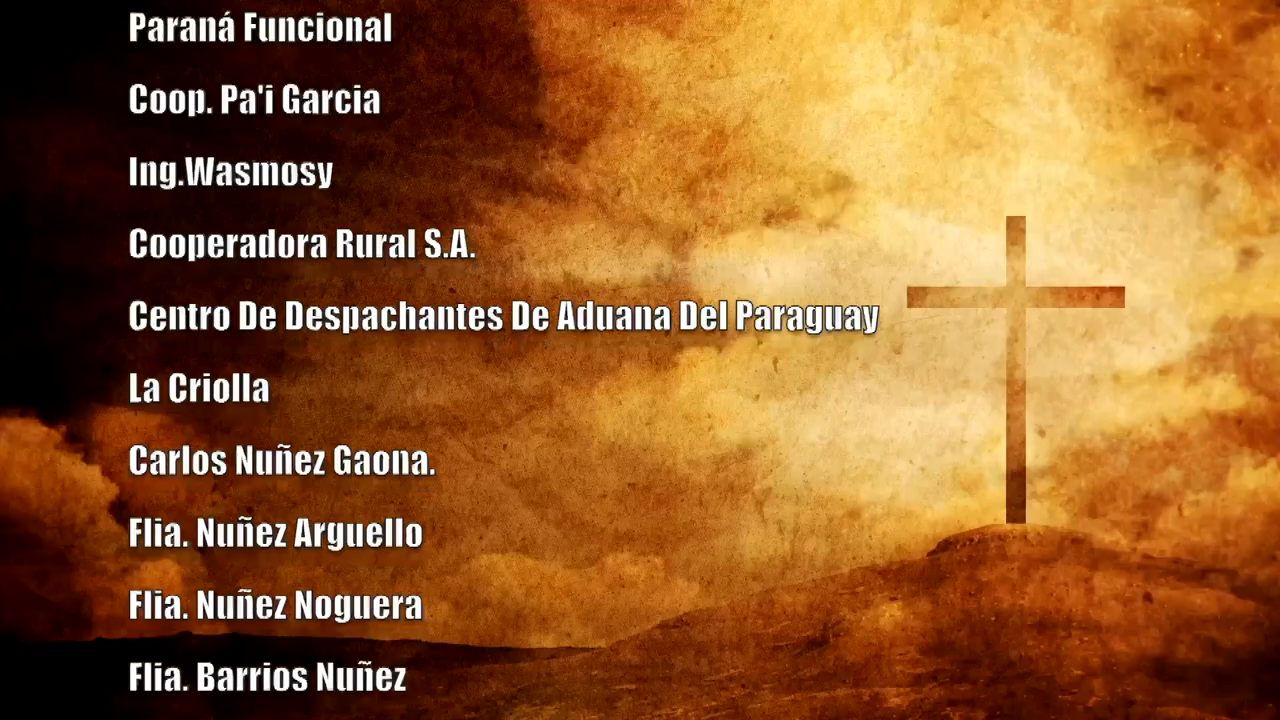 Paraná Funcional
Coop. Pa'i Garcia
Ing.Wasmosy
Cooperadora Rural S.A.
Centro De Despachantes De Aduana Del Paraguay
La Criolla
Carlos Nuñez Gaona.
Flia. Nuñez Arguello
Flia. Nuñez Noguera
Flia. Barrios Nuñez